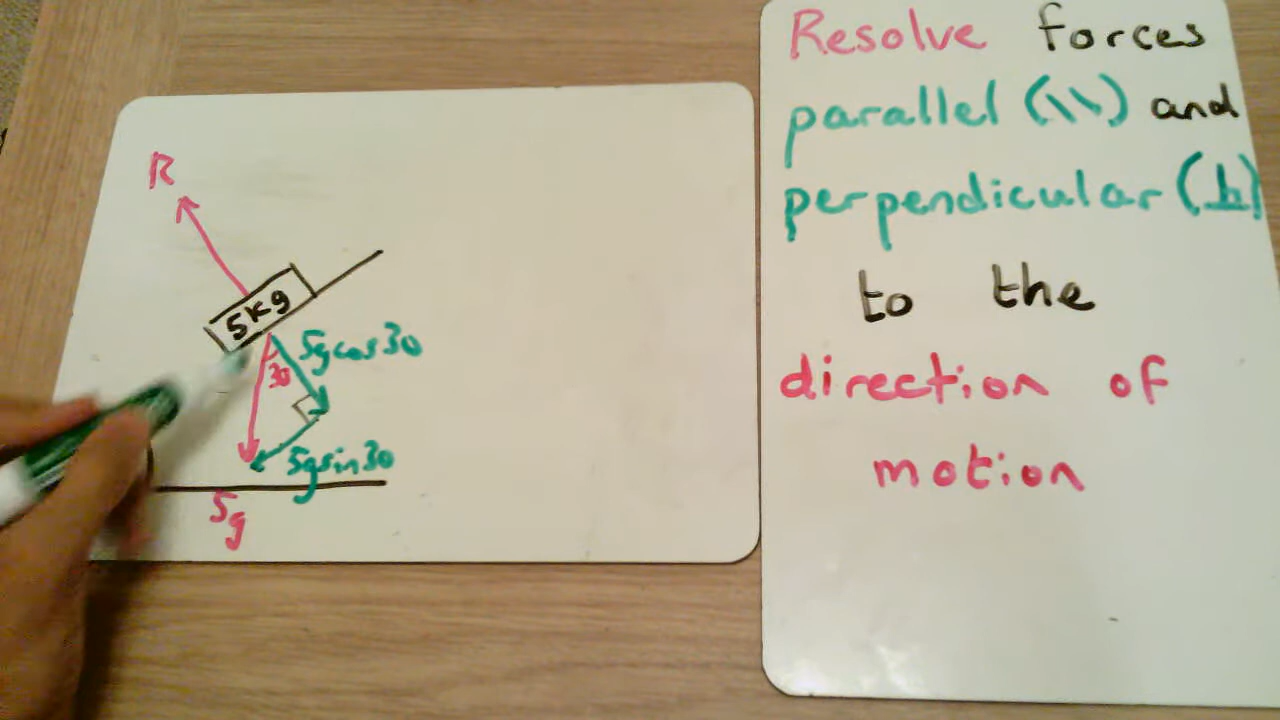 R
5kg
5gcos30
30
5gsin30
5g
Resolve forces
parallel (\\) and
perpendicular (h)
to the
direction of
motion